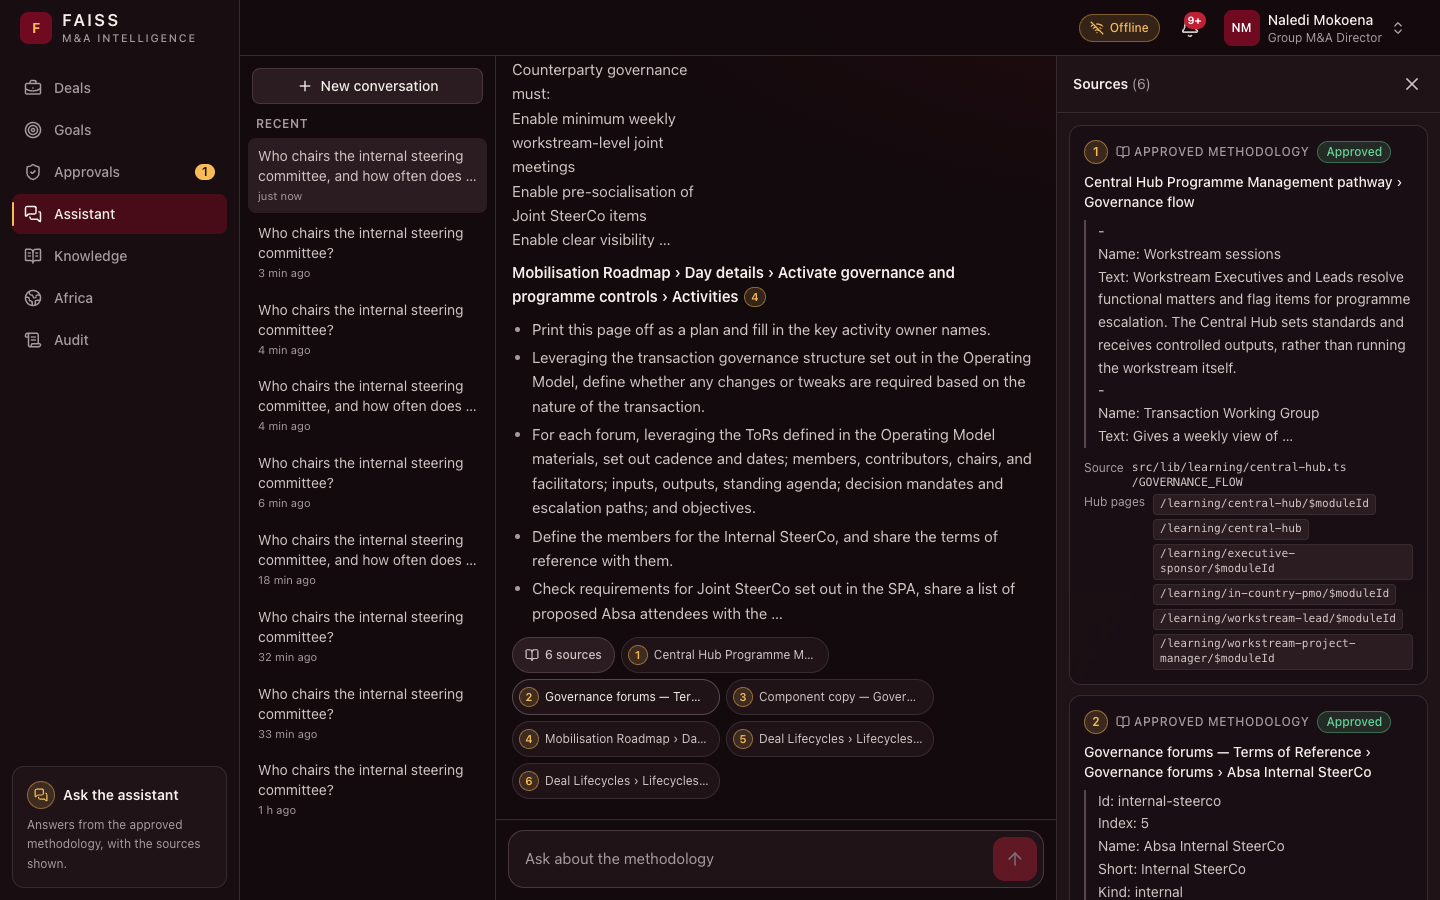 F
FAISS
M&A INTELLIGENCE
Offline
9+
NM
Naledi Mokoena
Group M&A Director
Deals
Goals
Approvals
1
Assistant
Knowledge
Africa
Audit
Ask the assistant
Answers from the approved
methodology, with the sources
shown.
New conversation
RECENT
Who chairs the internal steering
committee, and how often does ...
just now
Who chairs the internal steering
committee?
3 min ago
Who chairs the internal steering
committee?
4 min ago
Who chairs the internal steering
committee, and how often does ...
4 min ago
Who chairs the internal steering
committee?
6 min ago
Who chairs the internal steering
committee, and how often does ...
18 min ago
Who chairs the internal steering
committee?
32 min ago
Who chairs the internal steering
committee?
33 min ago
Who chairs the internal steering
committee?
1 h ago
Counterparty governance
must:
Enable minimum weekly
workstream-level joint
meetings
Enable pre-socialisation of
Joint SteerCo items
Enable clear visibility ...
Mobilisation Roadmap › Day details › Activate governance and
programme controls › Activities 4
• Print this page off as a plan and fill in the key activity owner names.
• Leveraging the transaction governance structure set out in the Operating
Model, define whether any changes or tweaks are required based on the
nature of the transaction.
• For each forum, leveraging the ToRs defined in the Operating Model
materials, set out cadence and dates; members, contributors, chairs, and
facilitators; inputs, outputs, standing agenda; decision mandates and
escalation paths; and objectives.
• Define the members for the Internal SteerCo, and share the terms of
reference with them.
• Check requirements for Joint SteerCo set out in the SPA, share a list of
proposed Absa attendees with the ...
6 sources
1 Central Hub Programme M...
2 Governance forums — Ter...
3 Component copy — Gover...
4 Mobilisation Roadmap › Da...
5 Deal Lifecycles › Lifecycles...
6 Deal Lifecycles › Lifecycles...
Ask about the methodology
Sources (6)
1 APPROVED METHODOLOGY Approved
Central Hub Programme Management pathway ›
Governance flow
-
Name: Workstream sessions
Text: Workstream Executives and Leads resolve
functional matters and flag items for programme
escalation. The Central Hub sets standards and
receives controlled outputs, rather than running
the workstream itself.
-
Name: Transaction Working Group
Text: Gives a weekly view of ...
Source src/lib/learning/central-hub.ts
/GOVERNANCE_FLOW
Hub pages /learning/central-hub/$moduleId
/learning/central-hub
/learning/executive-
sponsor/$moduleId
/learning/in-country-pmo/$moduleId
/learning/workstream-lead/$moduleId
/learning/workstream-project-
manager/$moduleId
2 APPROVED METHODOLOGY Approved
Governance forums — Terms of Reference ›
Governance forums › Absa Internal SteerCo
Id: internal-steerco
Index: 5
Name: Absa Internal SteerCo
Short: Internal SteerCo
Kind: internal